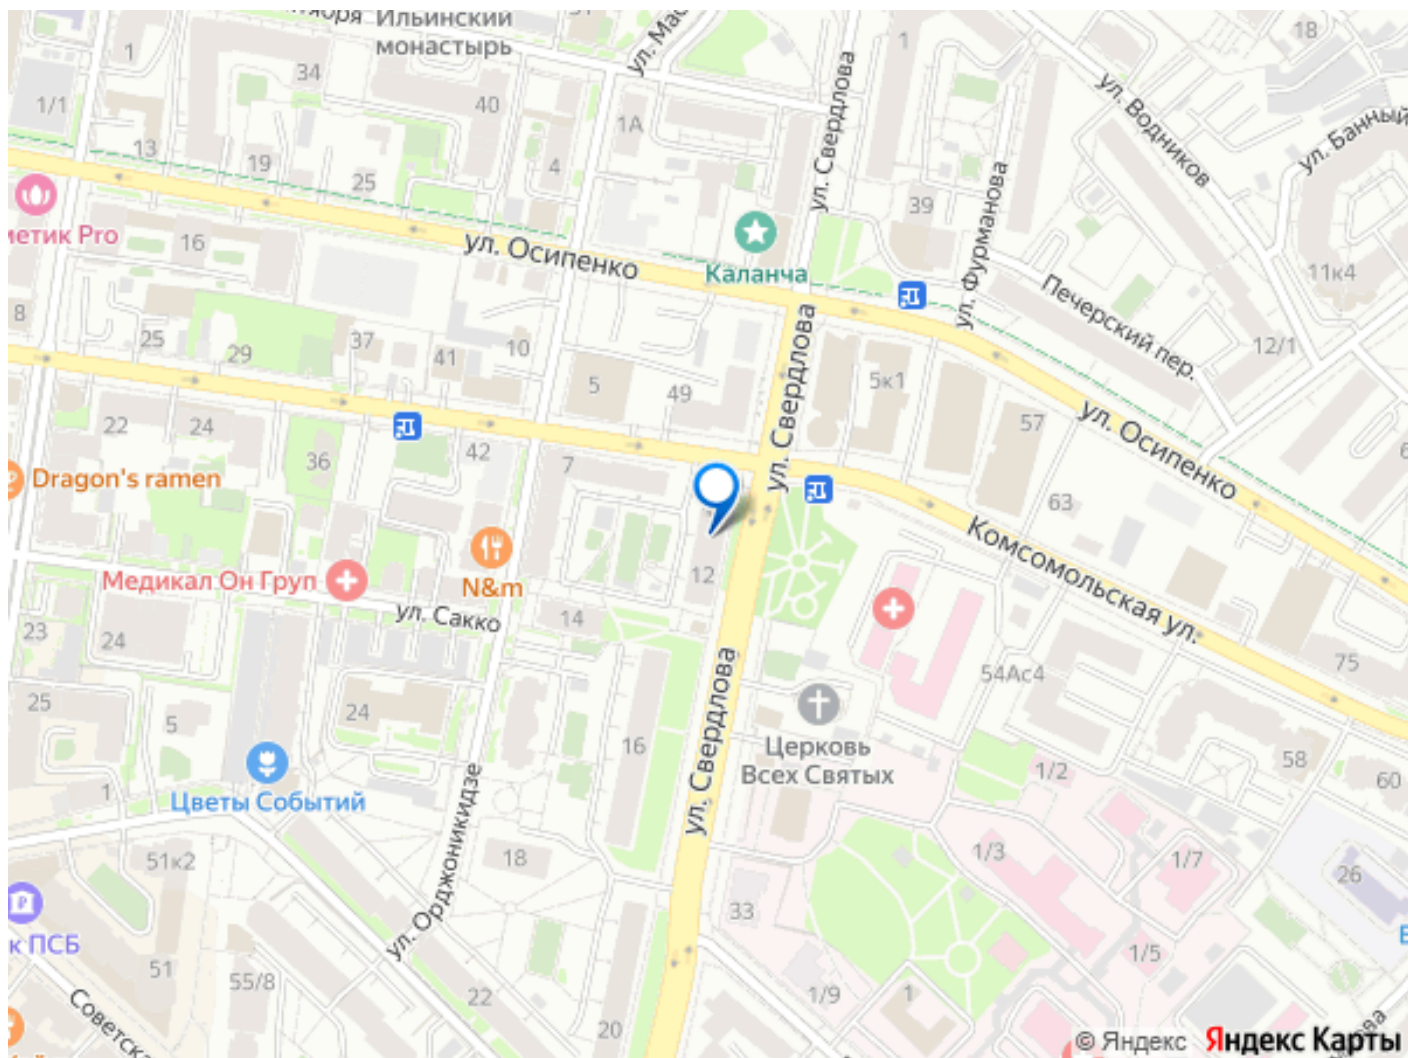 Ильинский
монастырь
18
1
1
34
1/1
40
1А
ул. Свердлова
ул. Водников
ул. Банный
13
19
25
4
39
ул. Фурманова
метик Pro
16
ул. Осипенко
Каланча
11к4
Печерский пер.
8
25
29
37
41
10
5
49
ул. Свердлова
5к1
12/1
57
ул. Осипенко
22
24
36
42
7
Dragon's ramen
63
Комсомольская ул.
N&m
12
Медикал Он Груп
ул. Сакко
14
23
24
75
25
5
24
16
ул. Свердлова
54Ас4
Церковь
Всех Святых
58
1/2
60
1
Цветы Событий
ул. Орджоникидзе
51к2
18
1/3
1/7
26
33
к ПСБ
51
55/8
22
20
1/9
1
1/5
Советска
© Яндекс Яндекс Карты